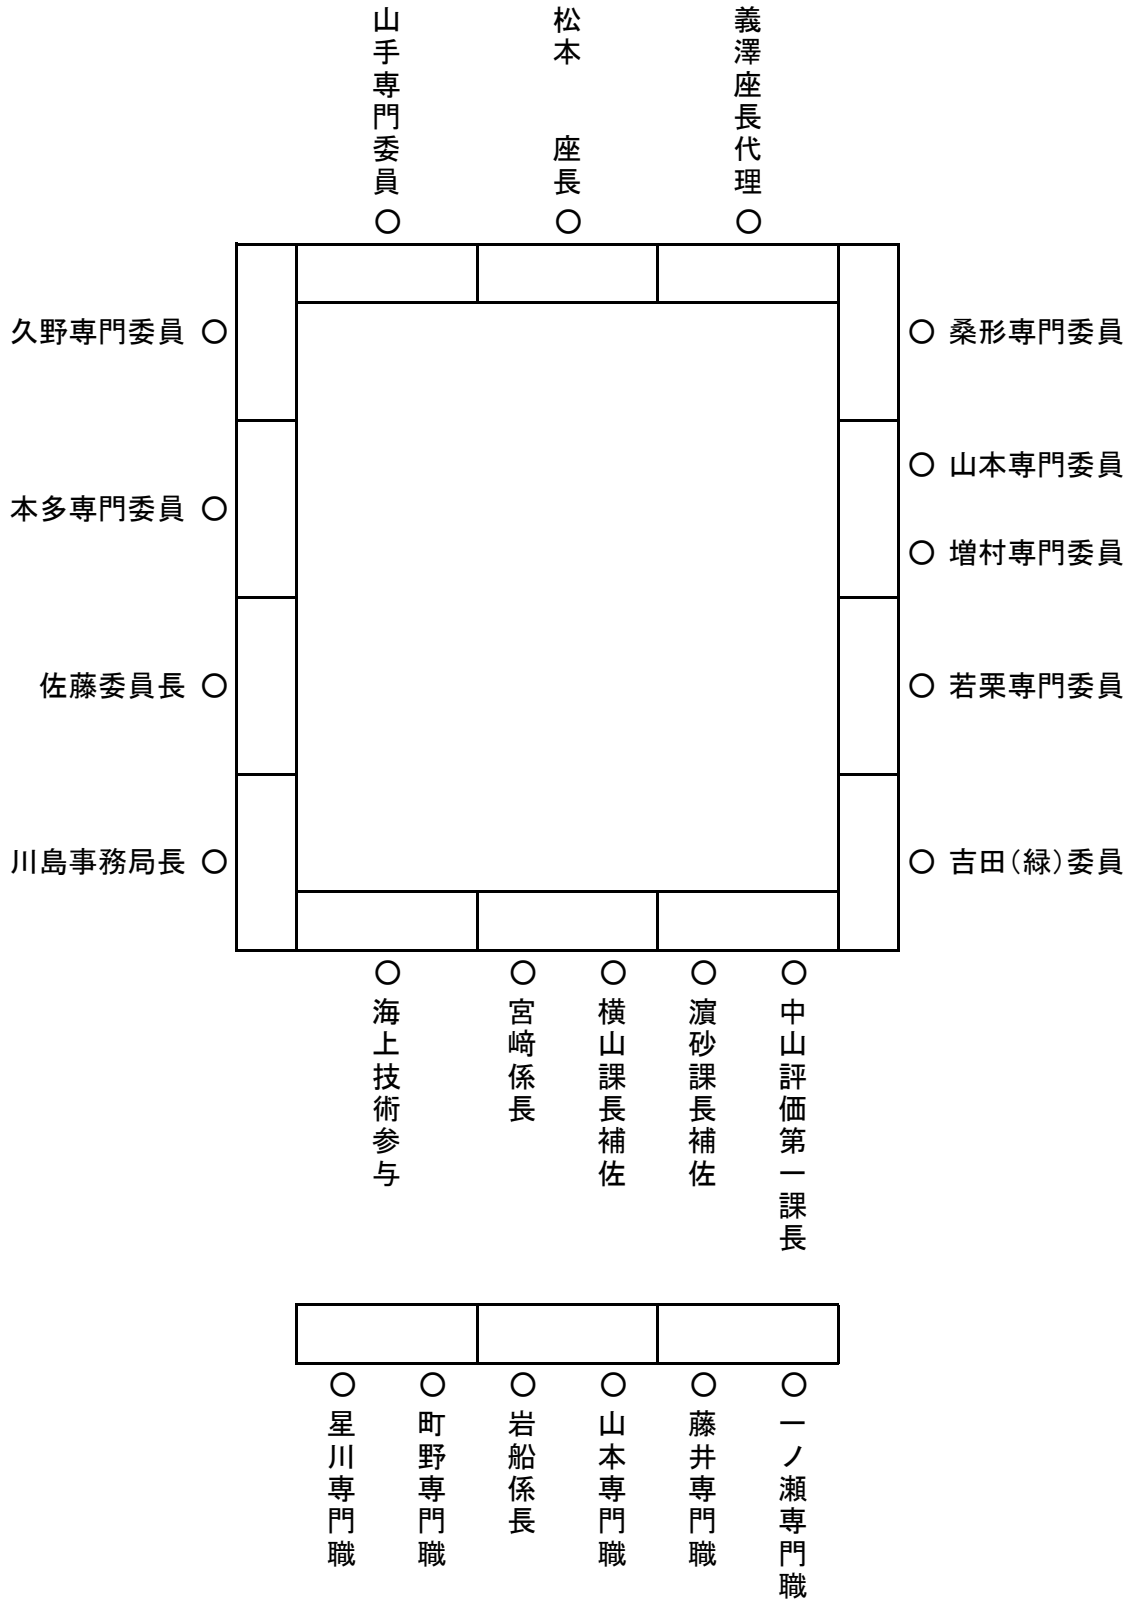 山手専門委員
松本　座長
義澤座長代理
久野専門委員
桑形専門委員
山本専門委員
本多専門委員
増村専門委員
佐藤委員長
若栗専門委員
川島事務局長
吉田(緑)委員
海上技術参与
宮﨑係長
横山課長補佐
濵砂課長補佐
中山評価第一課長
星川専門職
町野専門職
岩船係長
山本専門職
藤井専門職
一ノ瀬専門職